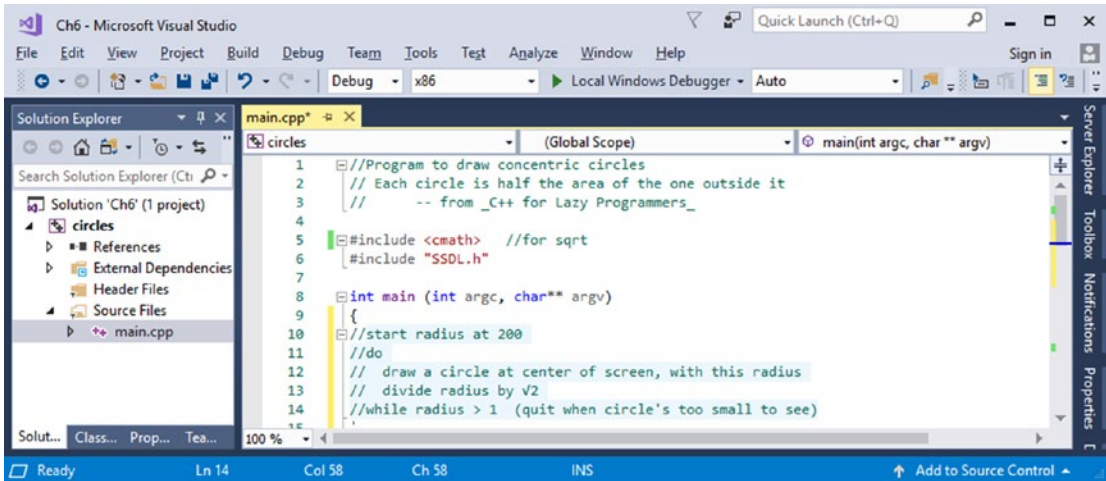 Ch6 - Microsoft Visual Studio
Quick Launch (Ctrl+Q)
File Edit View Project Build Debug Team Tools Test Analyze Window Help Sign in
Debug x86 Local Windows Debugger Auto
Solution Explorer
Search Solution Explorer (Ctr
Solution 'Ch6' (1 project)
circles
References
External Dependencies
Header Files
Source Files
main.cpp
Solut... Class... Prop... Tea...
main.cpp*
circles (Global Scope) main(int argc, char ** argv)
1 //Program to draw concentric circles
2 // Each circle is half the area of the one outside it
3 // -- from _C++ for Lazy Programmers_
4
5 #include <cmath> //for sqrt
6 #include "SSDL.h"
7
8 int main (int argc, char** argv)
9 {
10 //start radius at 200
11 //do
12 // draw a circle at center of screen, with this radius
13 // divide radius by √2
14 //while radius > 1 (quit when circle's too small to see)
15
100 %
Server Explorer
Toolbox
Notifications
Properties
Ready Ln 14 Col 58 Ch 58 INS Add to Source Control